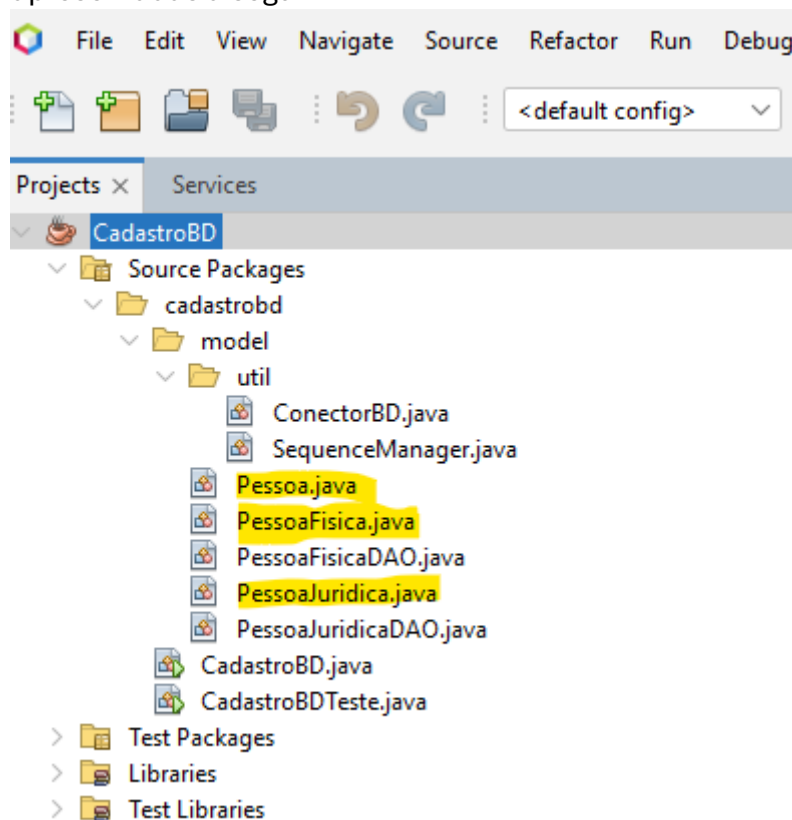 File Edit View Navigate Source Refactor Run Debug
<default config>
Projects Services
CadastroBD
Source Packages
cadastrobd
model
util
ConectorBD.java
SequenceManager.java
Pessoa.java
PessoaFisica.java
PessoaFisicaDAO.java
PessoaJuridica.java
PessoaJuridicaDAO.java
CadastroBD.java
CadastroBDTeste.java
Test Packages
Libraries
Test Libraries